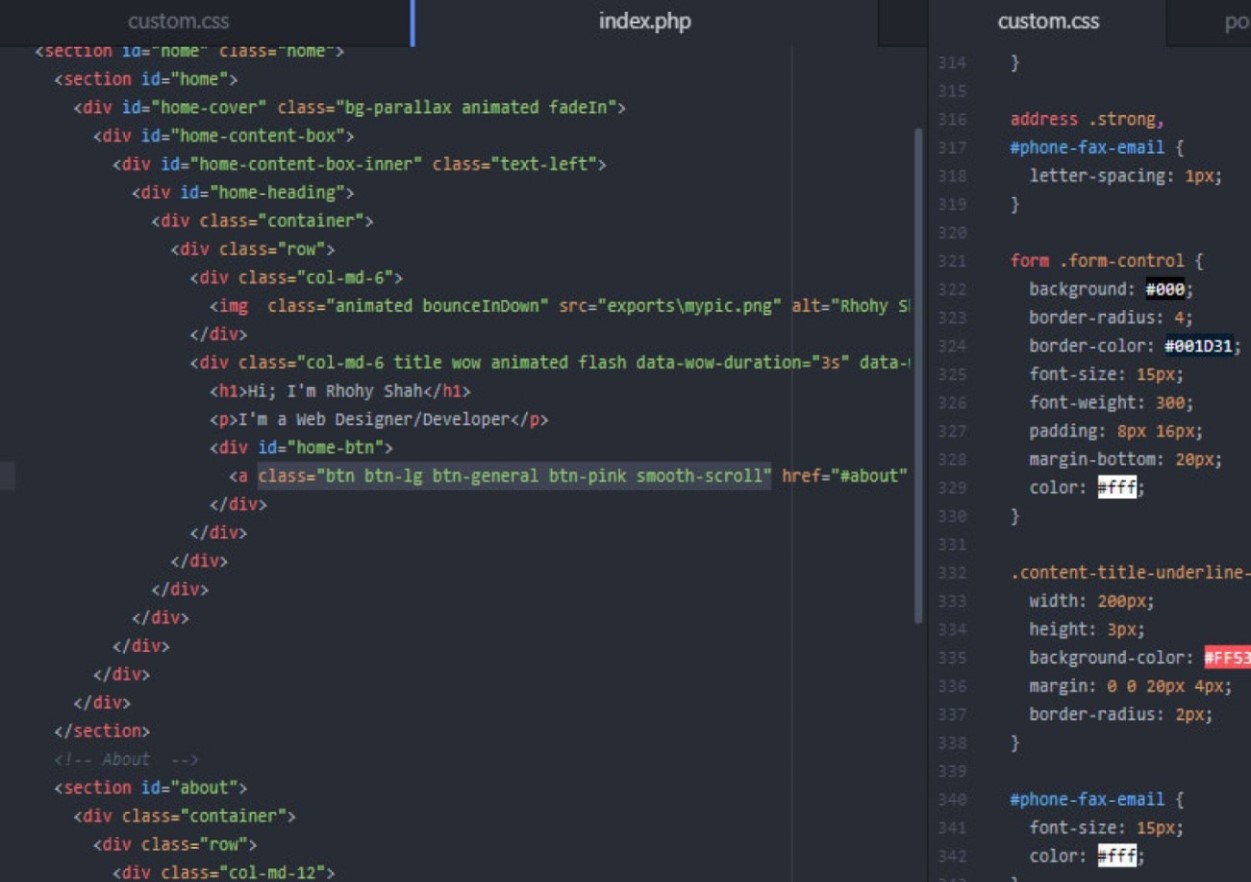 custom.css
index.php
<section id="home" class="home">
<section id="home">
<div id="home-cover" class="bg-parallax animated fadeIn">
<div id="home-content-box">
<div id="home-content-box-inner" class="text-left">
<div id="home-heading">
<div class="container">
<div class="row">
<div class="col-md-6">
<img  class="animated bounceInDown" src="exports\mypic.png" alt="Rhohy S
</div>
<div class="col-md-6 title wow animated flash data-wow-duration="3s" data-
<h1>Hi; I'm Rhohy Shah</h1>
<p>I'm a Web Designer/Developer</p>
<div id="home-btn">
<a class="btn btn-lg btn-general btn-pink smooth-scroll" href="#about"
</div>
</div>
</div>
</div>
</div>
</div>
</div>
</div>
</section>
<!-- About  -->
<section id="about">
<div class="container">
<div class="row">
<div class="col-md-12">
custom.css
po
314 }
315
316 address .strong,
317 #phone-fax-email {
318 letter-spacing: 1px;
319 }
320
321 form .form-control {
322 background: #000;
323 border-radius: 4;
324 border-color: #001D31;
325 font-size: 15px;
326 font-weight: 300;
327 padding: 8px 16px;
328 margin-bottom: 20px;
329 color: #fff;
330 }
331
332 .content-title-underline-
333 width: 200px;
334 height: 3px;
335 background-color: #FF53
336 margin: 0 0 20px 4px;
337 border-radius: 2px;
338 }
339
340 #phone-fax-email {
341 font-size: 15px;
342 color: #fff;